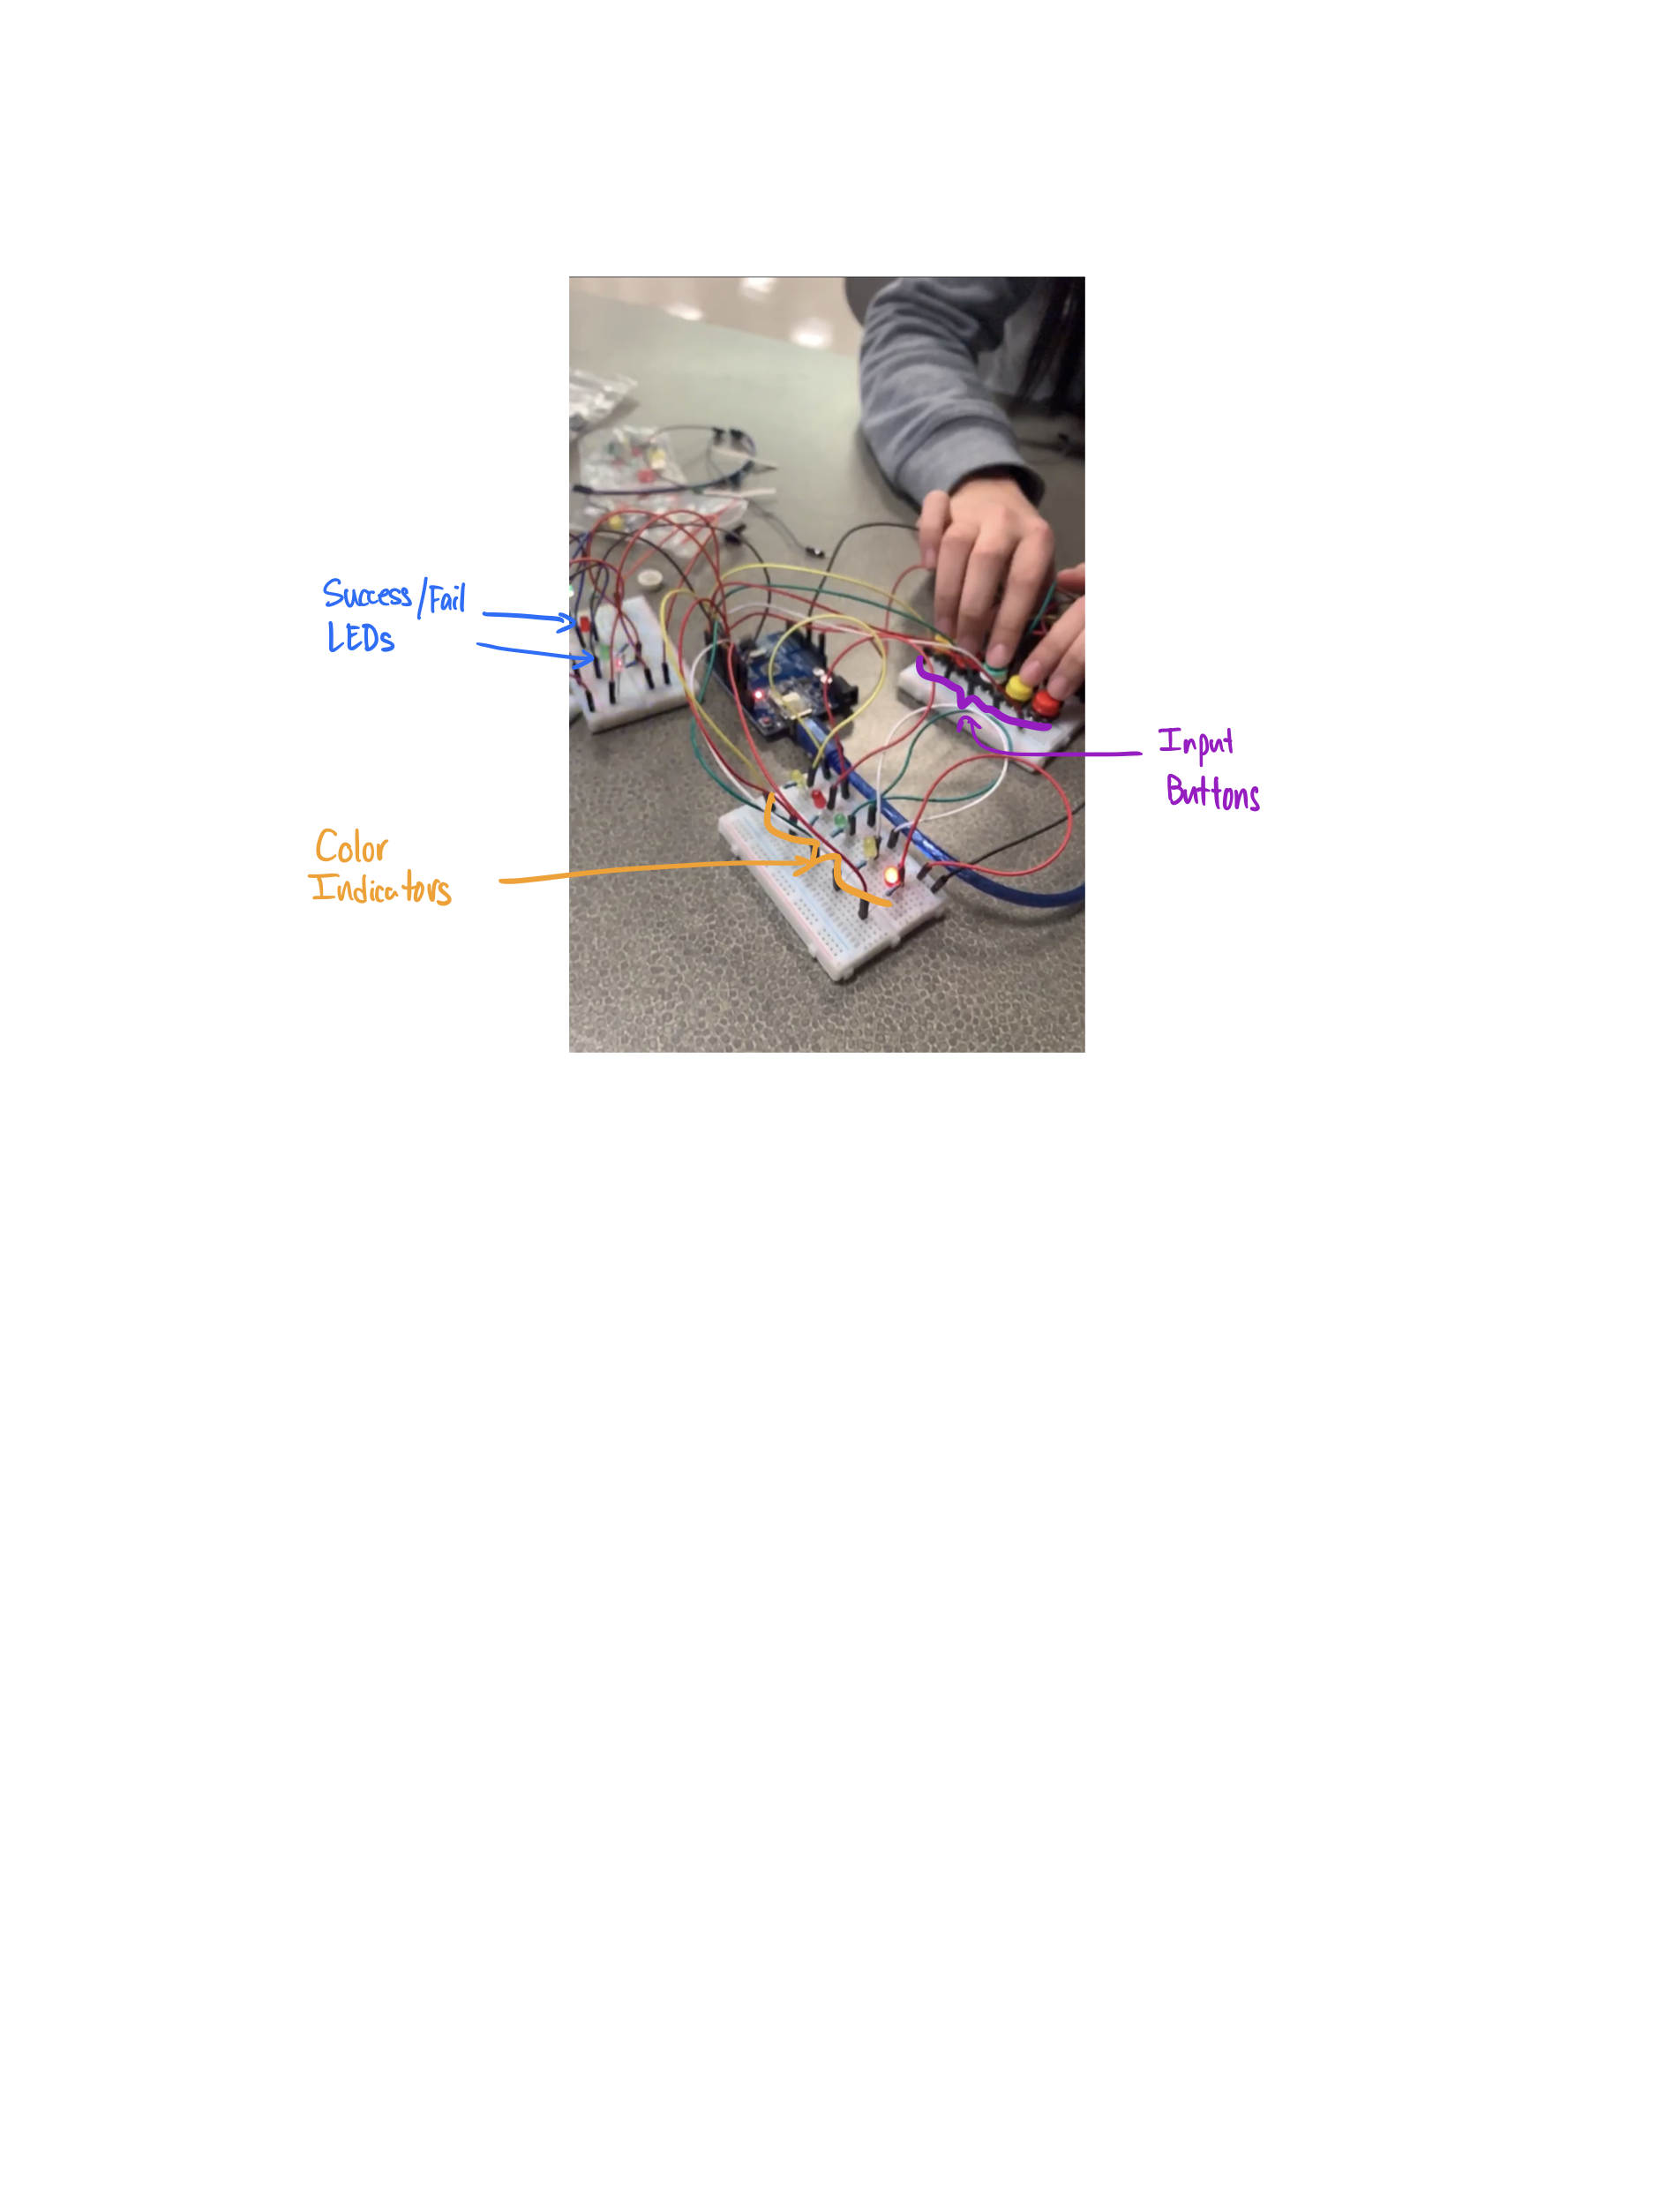 Success/Fail
LEDs
Input
Buttons
Color
Indicators